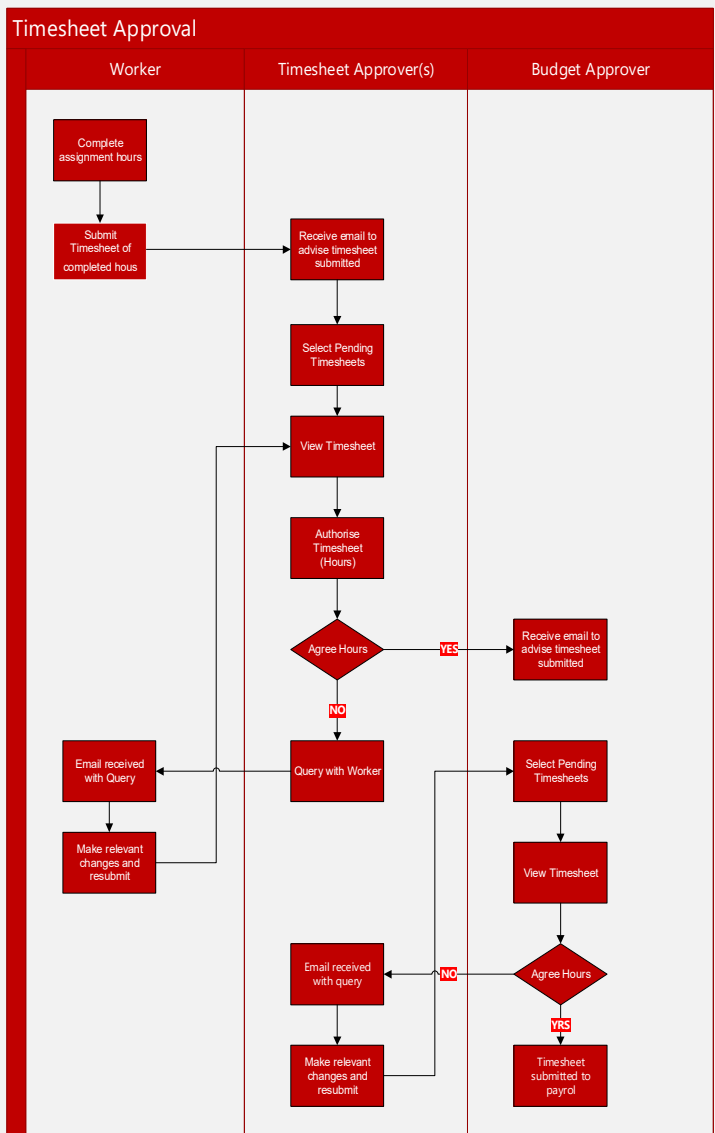 Timesheet Approval
Worker
Timesheet Approver(s)
Budget Approver
Complete
assignment hours
Submit
Timesheet of
completed hous
Receive email to
advise timesheet
submitted
Select Pending
Timesheets
View Timesheet
Authorise
Timesheet
(Hours)
Agree Hours
YES
Receive email to
advise timesheet
submitted
NO
Email received
with Query
Query with Worker
Select Pending
Timesheets
Make relevant
changes and
resubmit
View Timesheet
Email received
with query
NO
Agree Hours
YRS
Make relevant
changes and
resubmit
Timesheet
submitted to
payrol